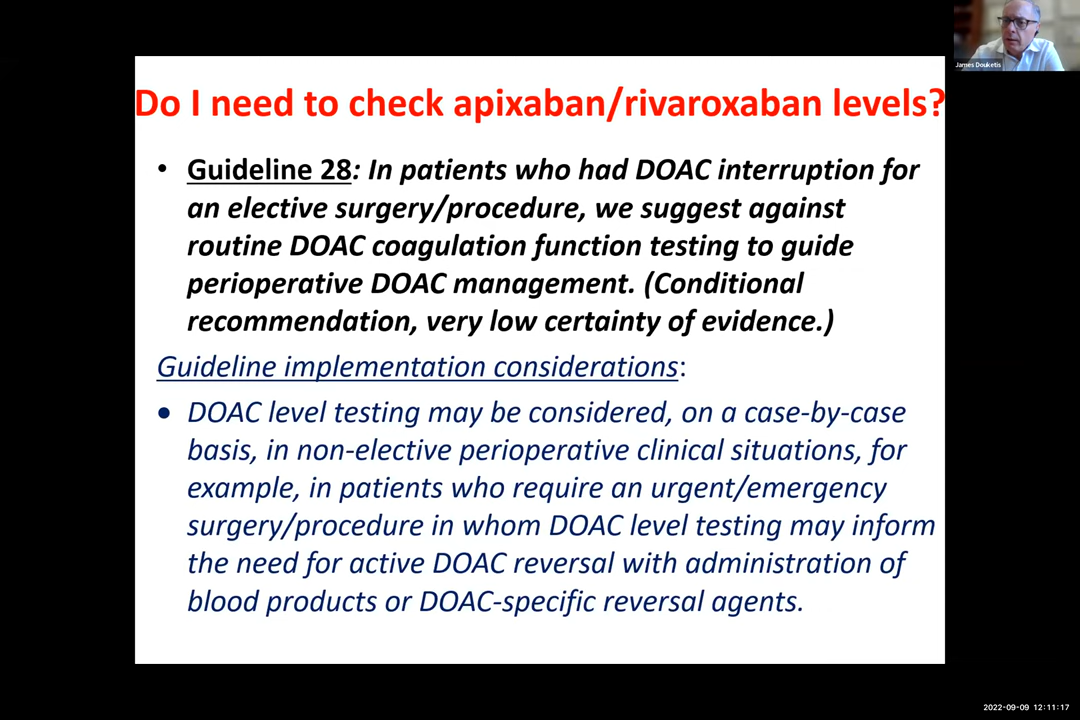 James Douketis
Do I need to check apixaban/rivaroxaban levels?
• Guideline 28: In patients who had DOAC interruption for
an elective surgery/procedure, we suggest against
routine DOAC coagulation function testing to guide
perioperative DOAC management. (Conditional
recommendation, very low certainty of evidence.)
Guideline implementation considerations:
• DOAC level testing may be considered, on a case-by-case
basis, in non-elective perioperative clinical situations, for
example, in patients who require an urgent/emergency
surgery/procedure in whom DOAC level testing may inform
the need for active DOAC reversal with administration of
blood products or DOAC-specific reversal agents.
2022-09-09 12:11:17